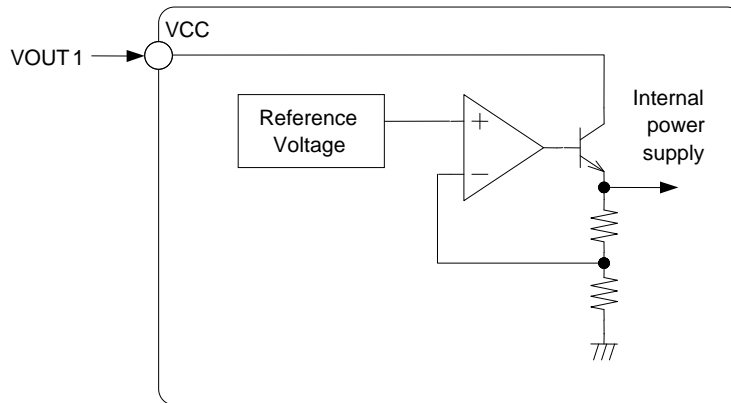 VCC
VOUT1
Reference
Voltage
+
−
Internal
power
supply